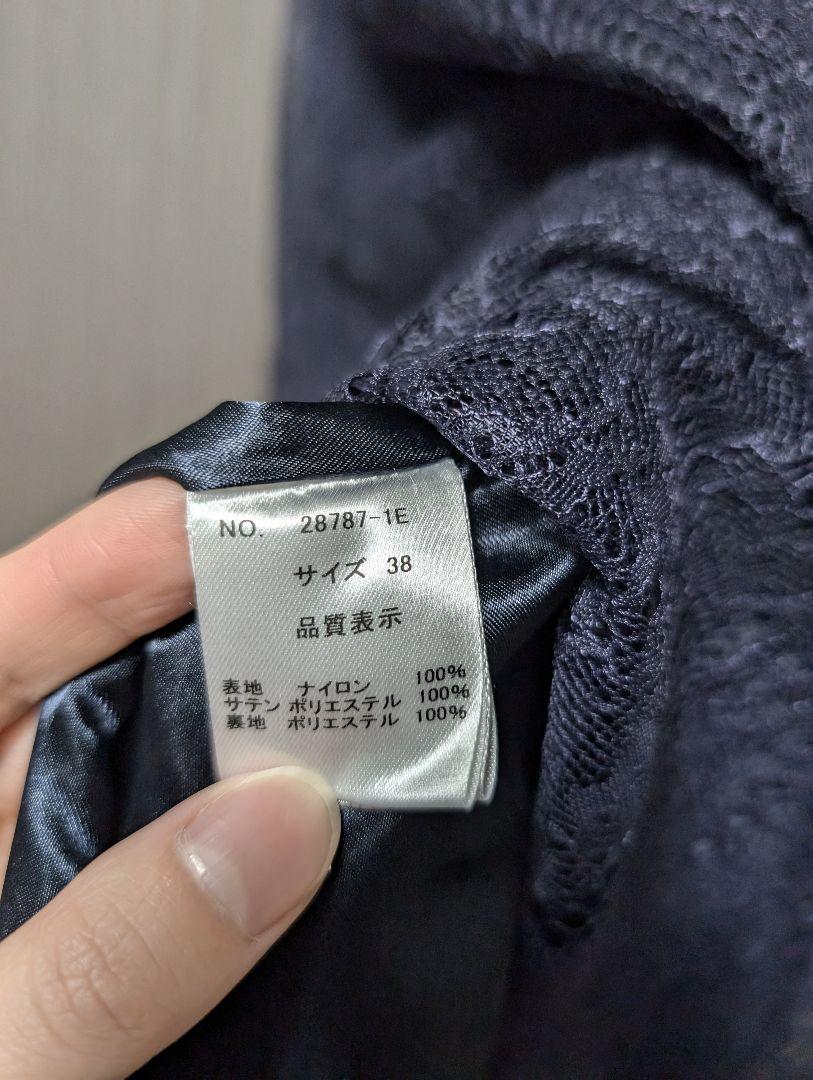 NO. 28787-1E
サイズ 38
品質表示
表地 ナイロン 100%
サテン ポリエステル 100%
裏地 ポリエステル 100%